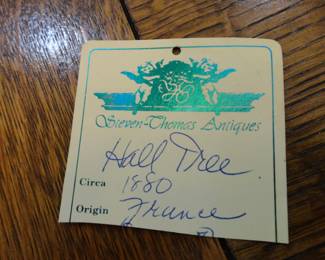 Steven-Thomas Antiques
Hall Tree
Circa 1880
Origin France